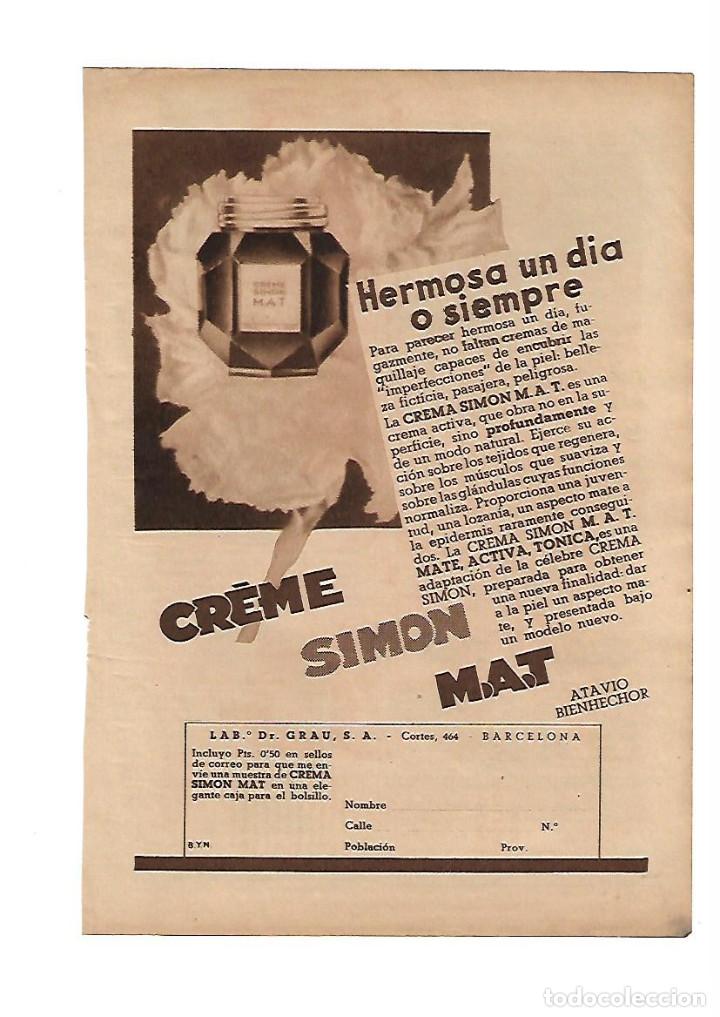 CRÈME
SIMON
M.A.T
Hermosa un dia
o siempre
Para parecer hermosa un día, fu-
gazmente, no faltan cremas de ma-
quillaje capaces de encubrir las
"imperfecciones" de la piel: belle-
za ficticia, pasajera, peligrosa.
La CREMA SIMON M. A. T. es una
crema activa, que obra no en la su-
perficie, sino profundamente y
de un modo natural. Ejerce su ac-
ción sobre los tejidos que regenera,
sobre los músculos que suaviza y
sobre las glándulas cuyas funciones
normaliza. Proporciona una juven-
tud, una lozanía, un aspecto mate a
la epidermis raramente consegui-
dos. La CREMA SIMON M. A. T.
MATE, ACTIVA, TONICA, es una
adaptación de la célebre CREMA
SIMON, preparada para obtener
una nueva finalidad: dar
a la piel un aspecto ma-
te, y presentada bajo
un modelo nuevo.
CRÈME
SIMON
M.A.T
ATAVIO
BIENHECHOR
LAB.º Dr. GRAU, S. A. - Cortes, 464 - BARCELONA
Incluyo Pts. 0'50 en sellos
de correo para que me en-
víe una muestra de CREMA
SIMON MAT en una ele-
gante caja para el bolsillo.
Nombre
Calle N.º
B.Y.N. Población Prov.
todocoleccion
todocoleccion.net